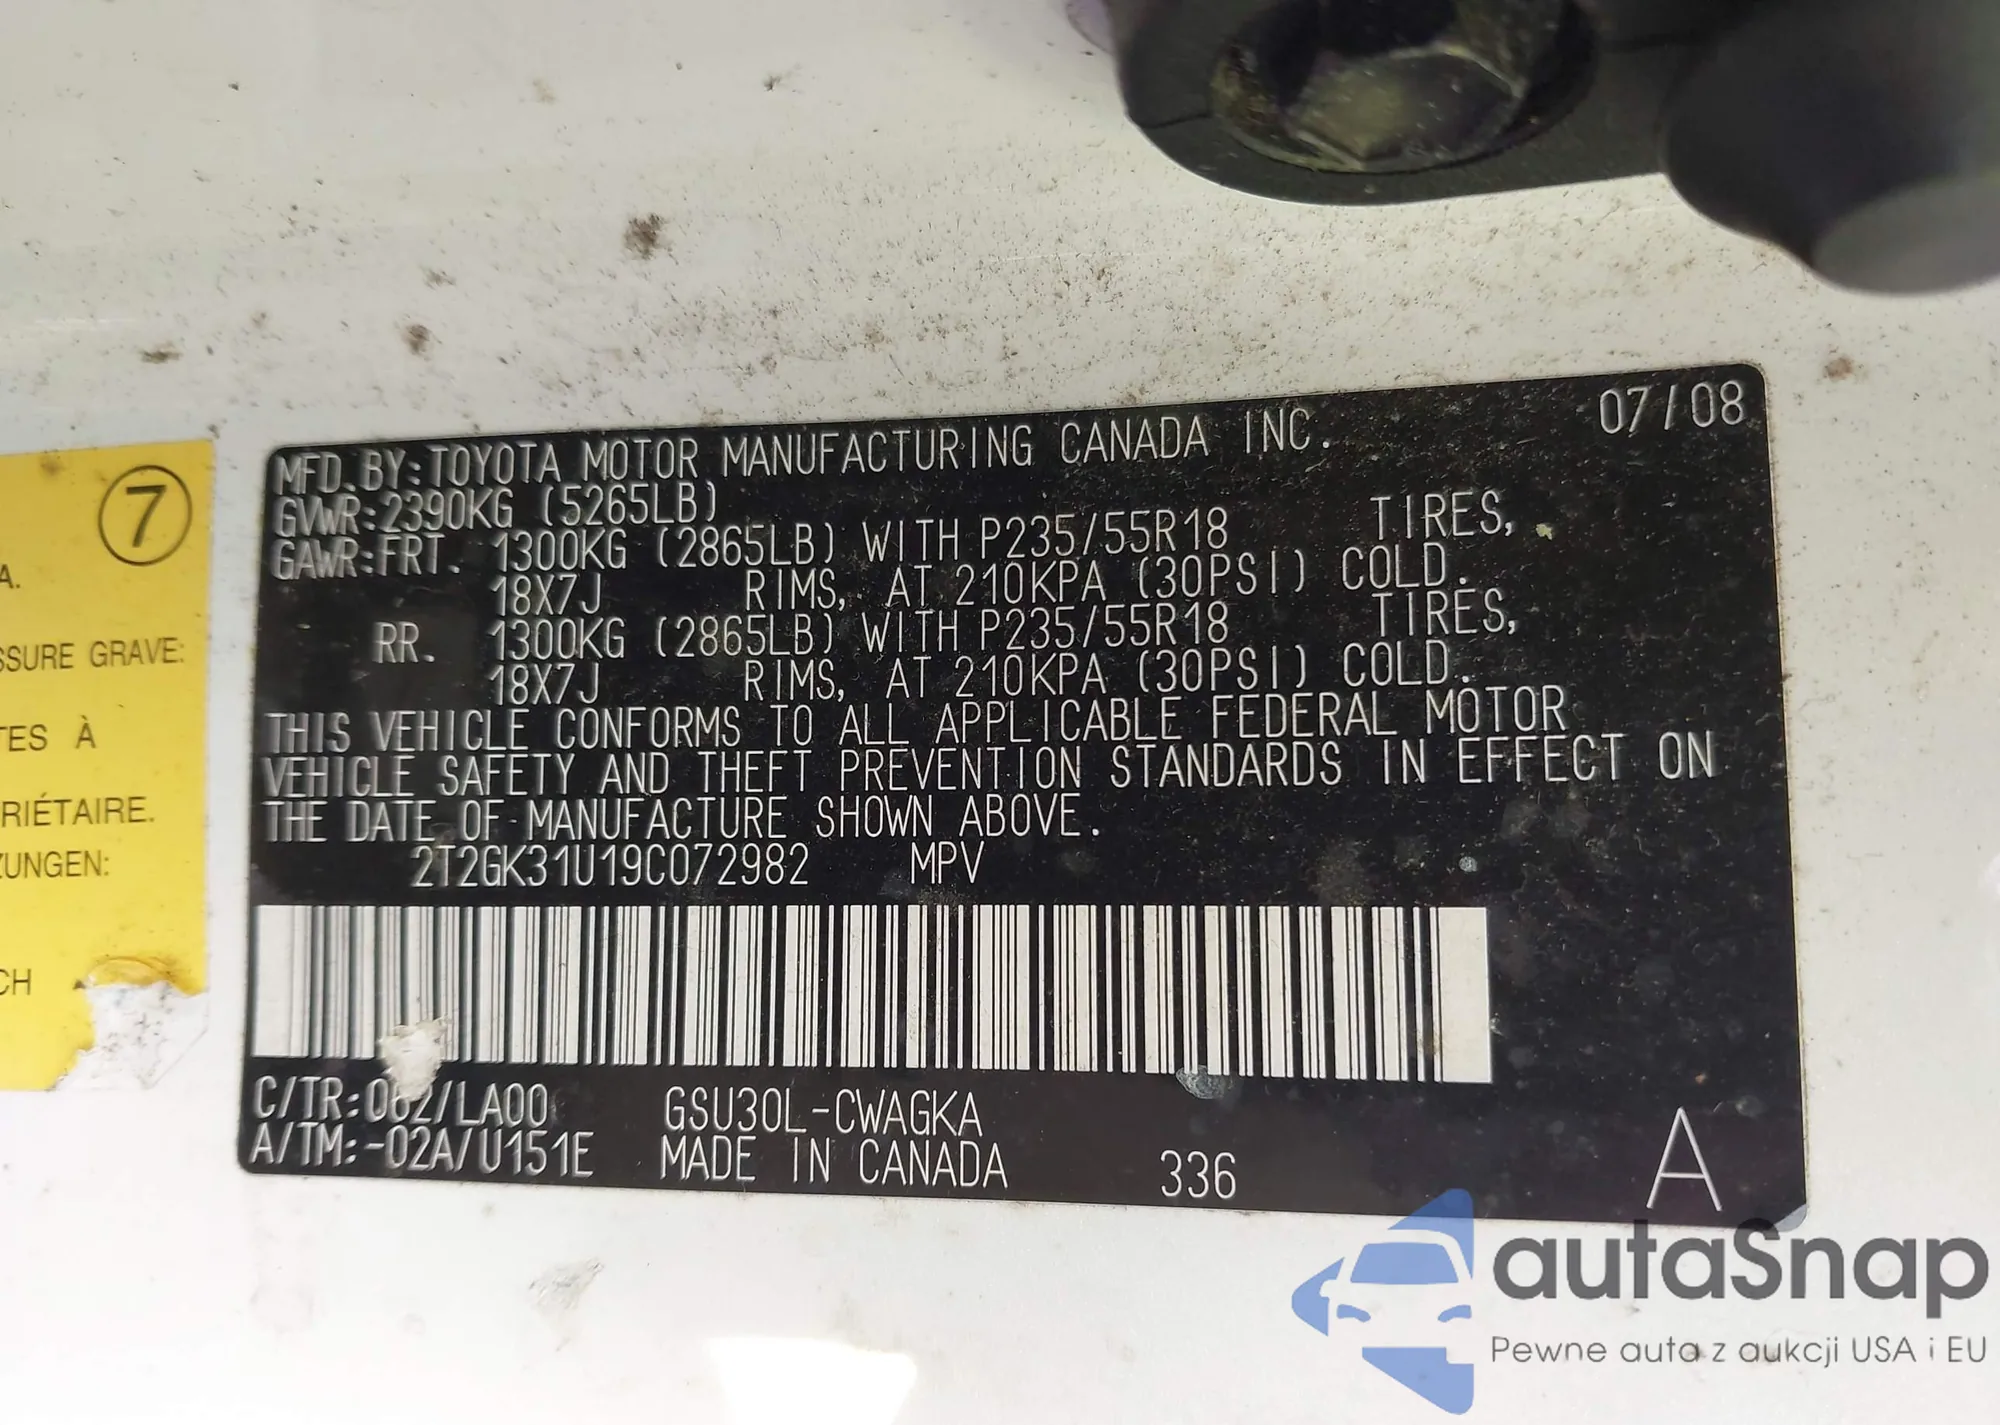 7
A.
SSURE GRAVE:
TES À
RIÉTAIRE.
ZUNGEN:
CH
07/08
MFD.BY:TOYOTA MOTOR MANUFACTURING CANADA INC.
GVWR:2390KG (5265LB)
GAWR:FRT. 1300KG (2865LB) WITH P235/55R18 TIRES,
18X7J RIMS, AT 210KPA (30PSI) COLD.
RR. 1300KG (2865LB) WITH P235/55R18 TIRES,
18X7J RIMS, AT 210KPA (30PSI) COLD.
THIS VEHICLE CONFORMS TO ALL APPLICABLE FEDERAL MOTOR
VEHICLE SAFETY AND THEFT PREVENTION STANDARDS IN EFFECT ON
THE DATE OF MANUFACTURE SHOWN ABOVE.
2T2GK31U19C072982 MPV
C/TR:062/LA00 GSU30L-CWAGKA
A/TM:-02A/U151E MADE IN CANADA 336 A
autaSnap
Pewne auta z aukcji USA i EU